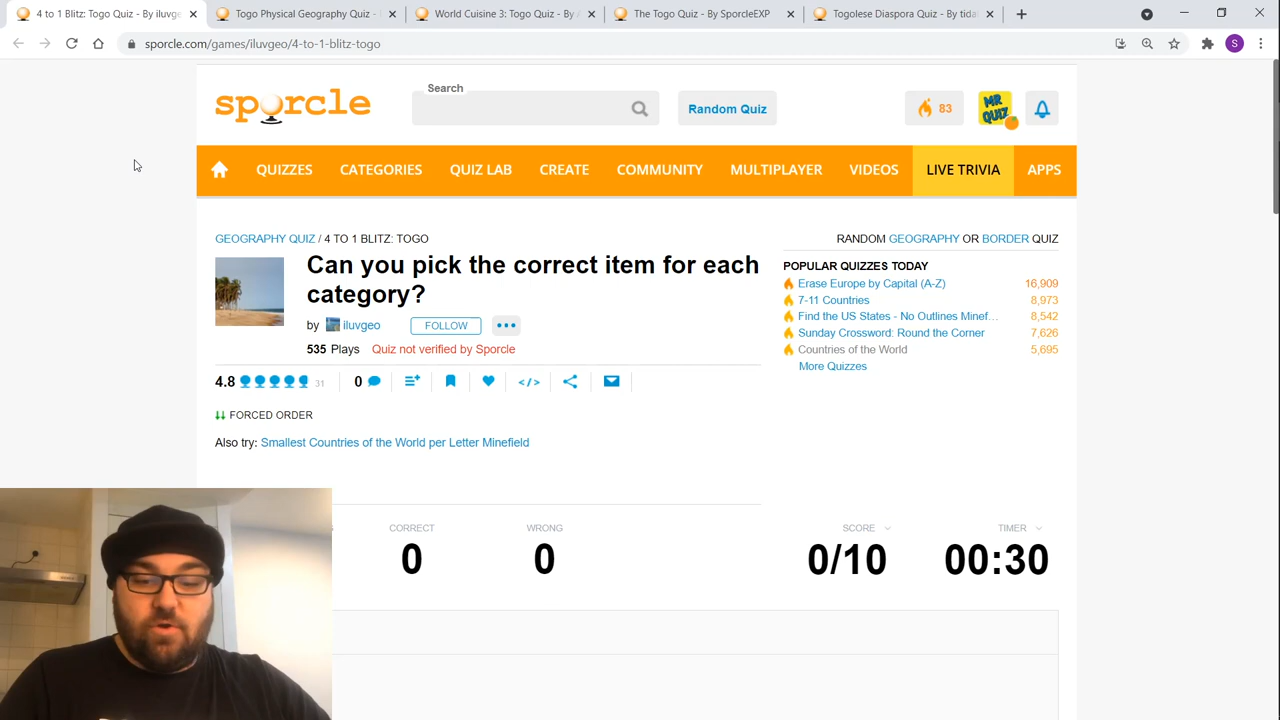 4 to 1 Blitz: Togo Quiz - By iluvge
Togo Physical Geography Quiz -
World Cuisine 3: Togo Quiz - By
The Togo Quiz - By SporcleEXP
Togolese Diaspora Quiz - By tida
sporcle.com/games/iluvgeo/4-to-1-blitz-togo
S
sporcle
Search
Random Quiz
83
MR QUIZ
QUIZZES CATEGORIES QUIZ LAB CREATE COMMUNITY MULTIPLAYER VIDEOS LIVE TRIVIA APPS
GEOGRAPHY QUIZ / 4 TO 1 BLITZ: TOGO
RANDOM GEOGRAPHY OR BORDER QUIZ
Can you pick the correct item for each
category?
by iluvgeo FOLLOW
535 Plays Quiz not verified by Sporcle
4.8 31 0 </>
FORCED ORDER
Also try: Smallest Countries of the World per Letter Minefield
POPULAR QUIZZES TODAY
Erase Europe by Capital (A-Z) 16,909
7-11 Countries 8,973
Find the US States - No Outlines Minef... 8,542
Sunday Crossword: Round the Corner 7,626
Countries of the World 5,695
More Quizzes
CORRECT WRONG SCORE TIMER
0 0 0/10 00:30